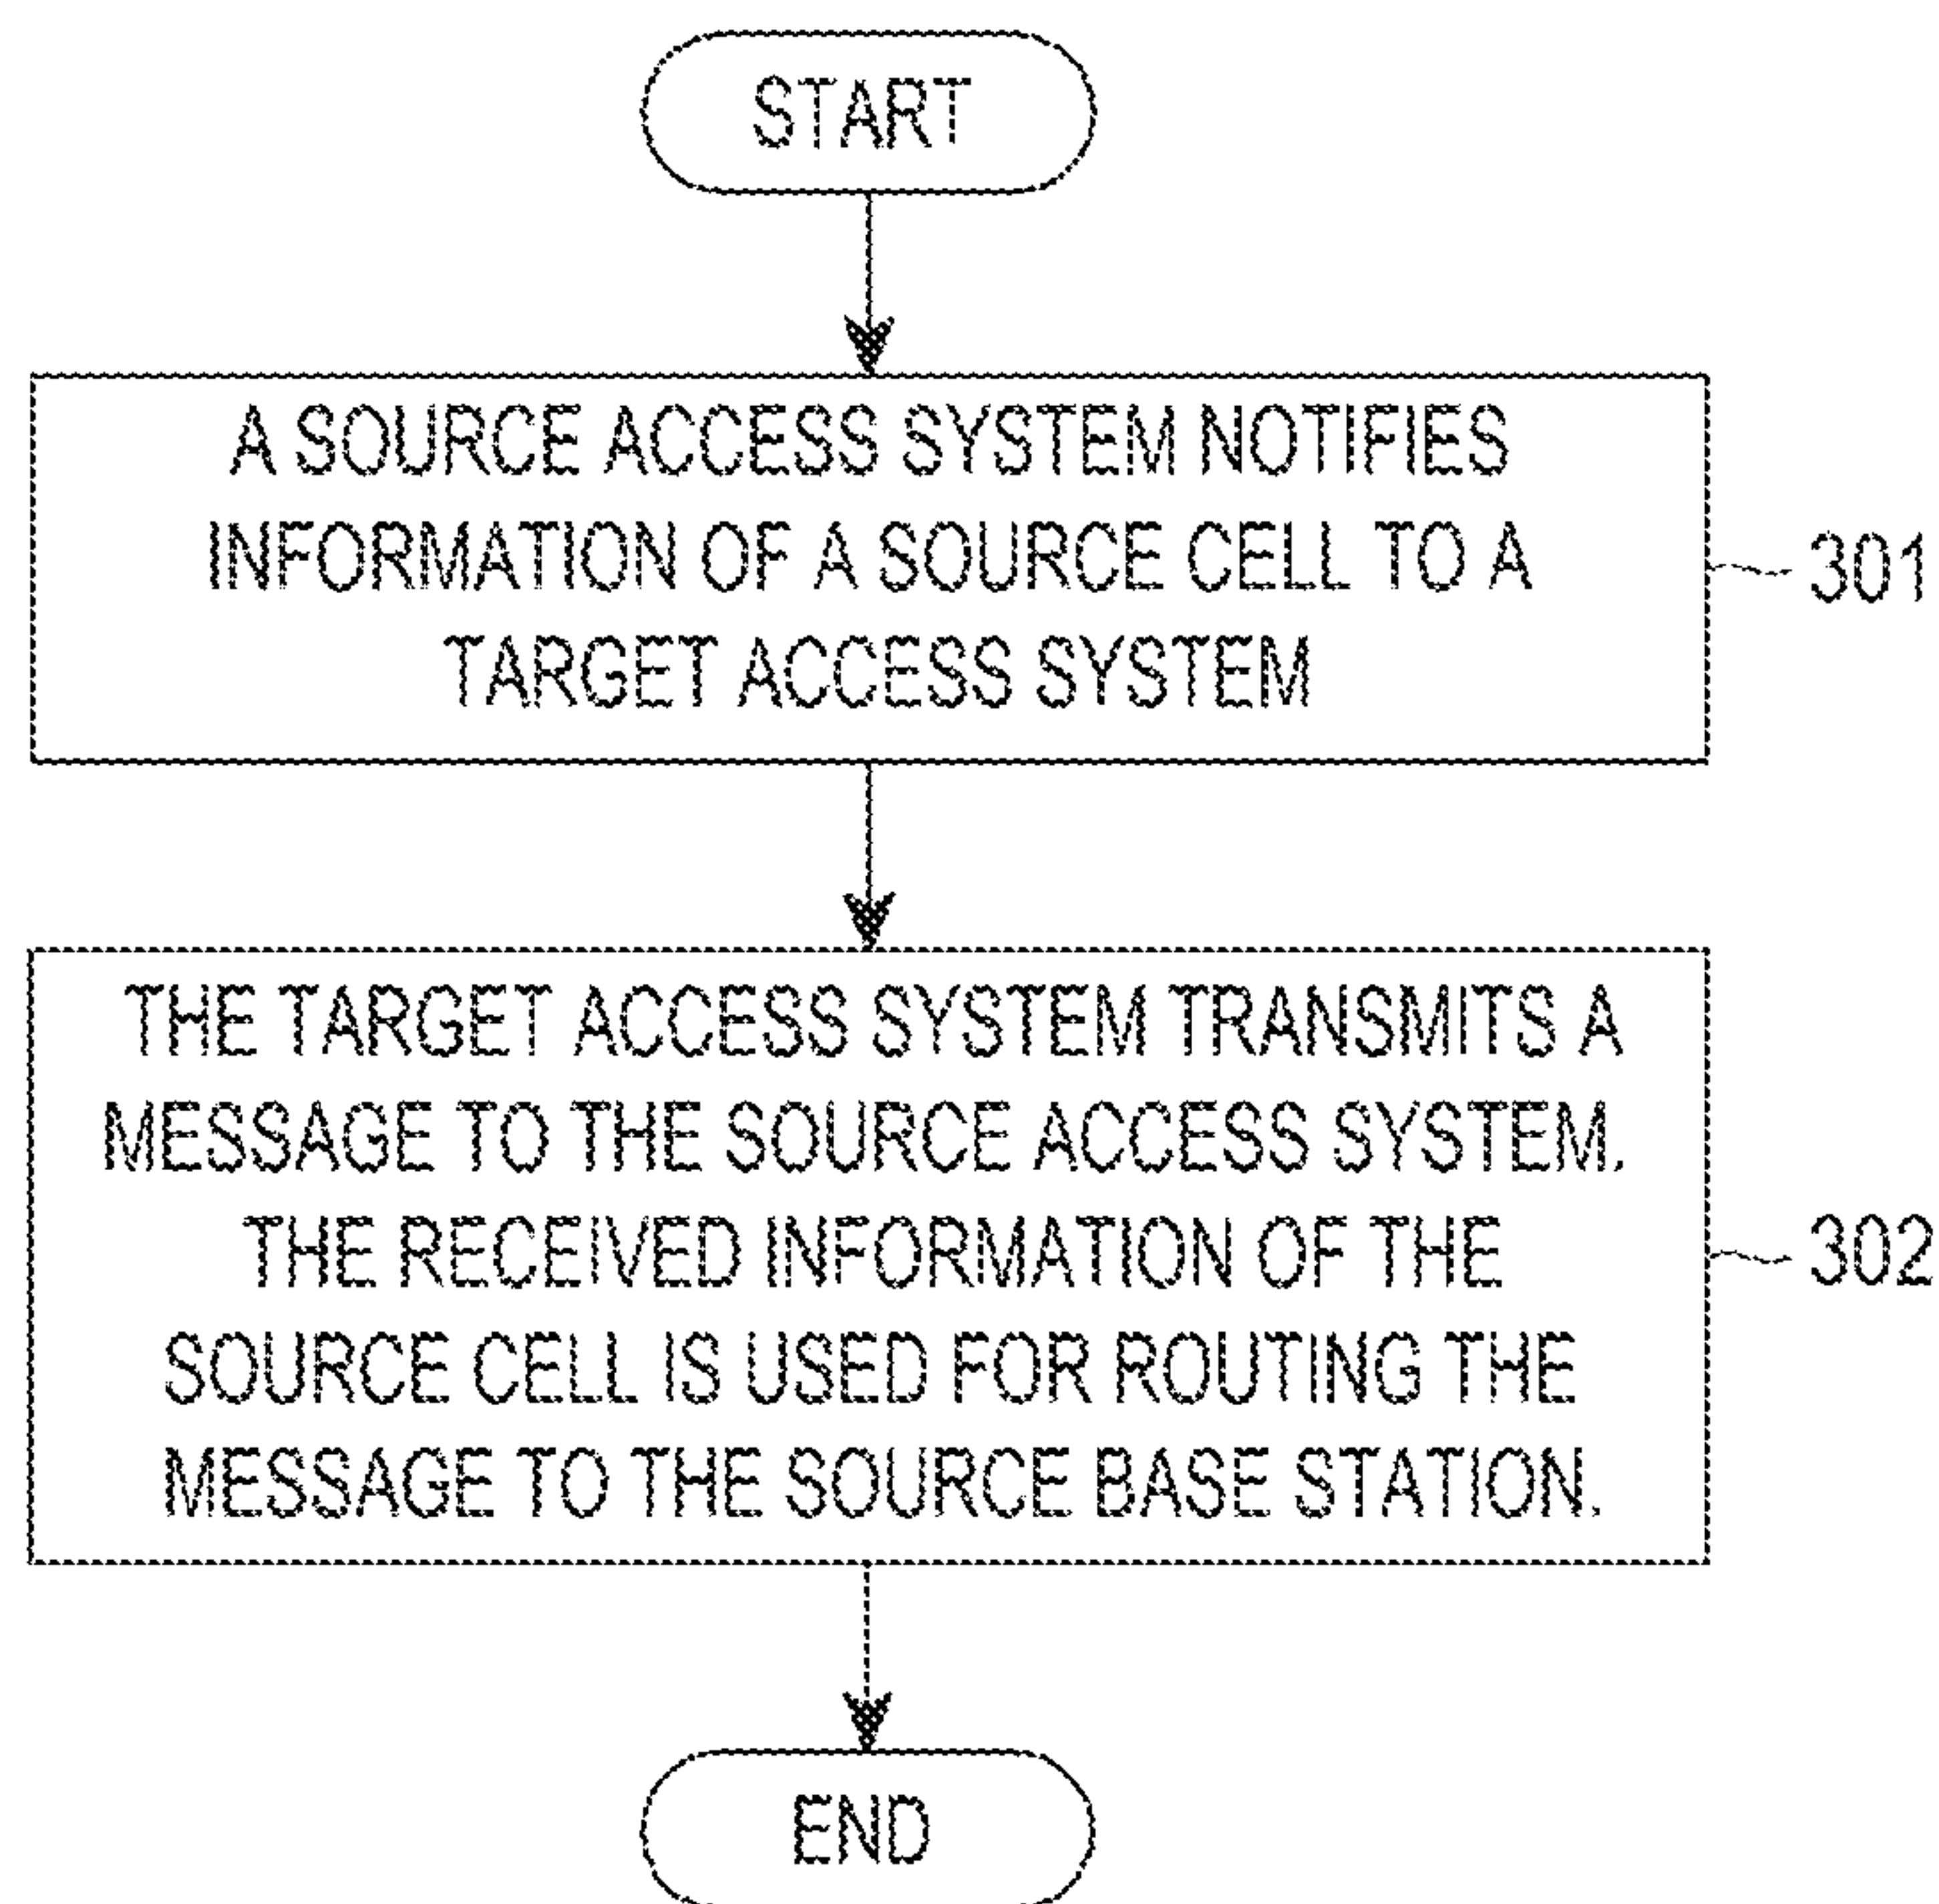 START
A SOURCE ACCESS SYSTEM NOTIFIES
INFORMATION OF A SOURCE CELL TO A
TARGET ACCESS SYSTEM
301
THE TARGET ACCESS SYSTEM TRANSMITS A
MESSAGE TO THE SOURCE ACCESS SYSTEM.
THE RECEIVED INFORMATION OF THE
SOURCE CELL IS USED FOR ROUTING THE
MESSAGE TO THE SOURCE BASE STATION.
302
END